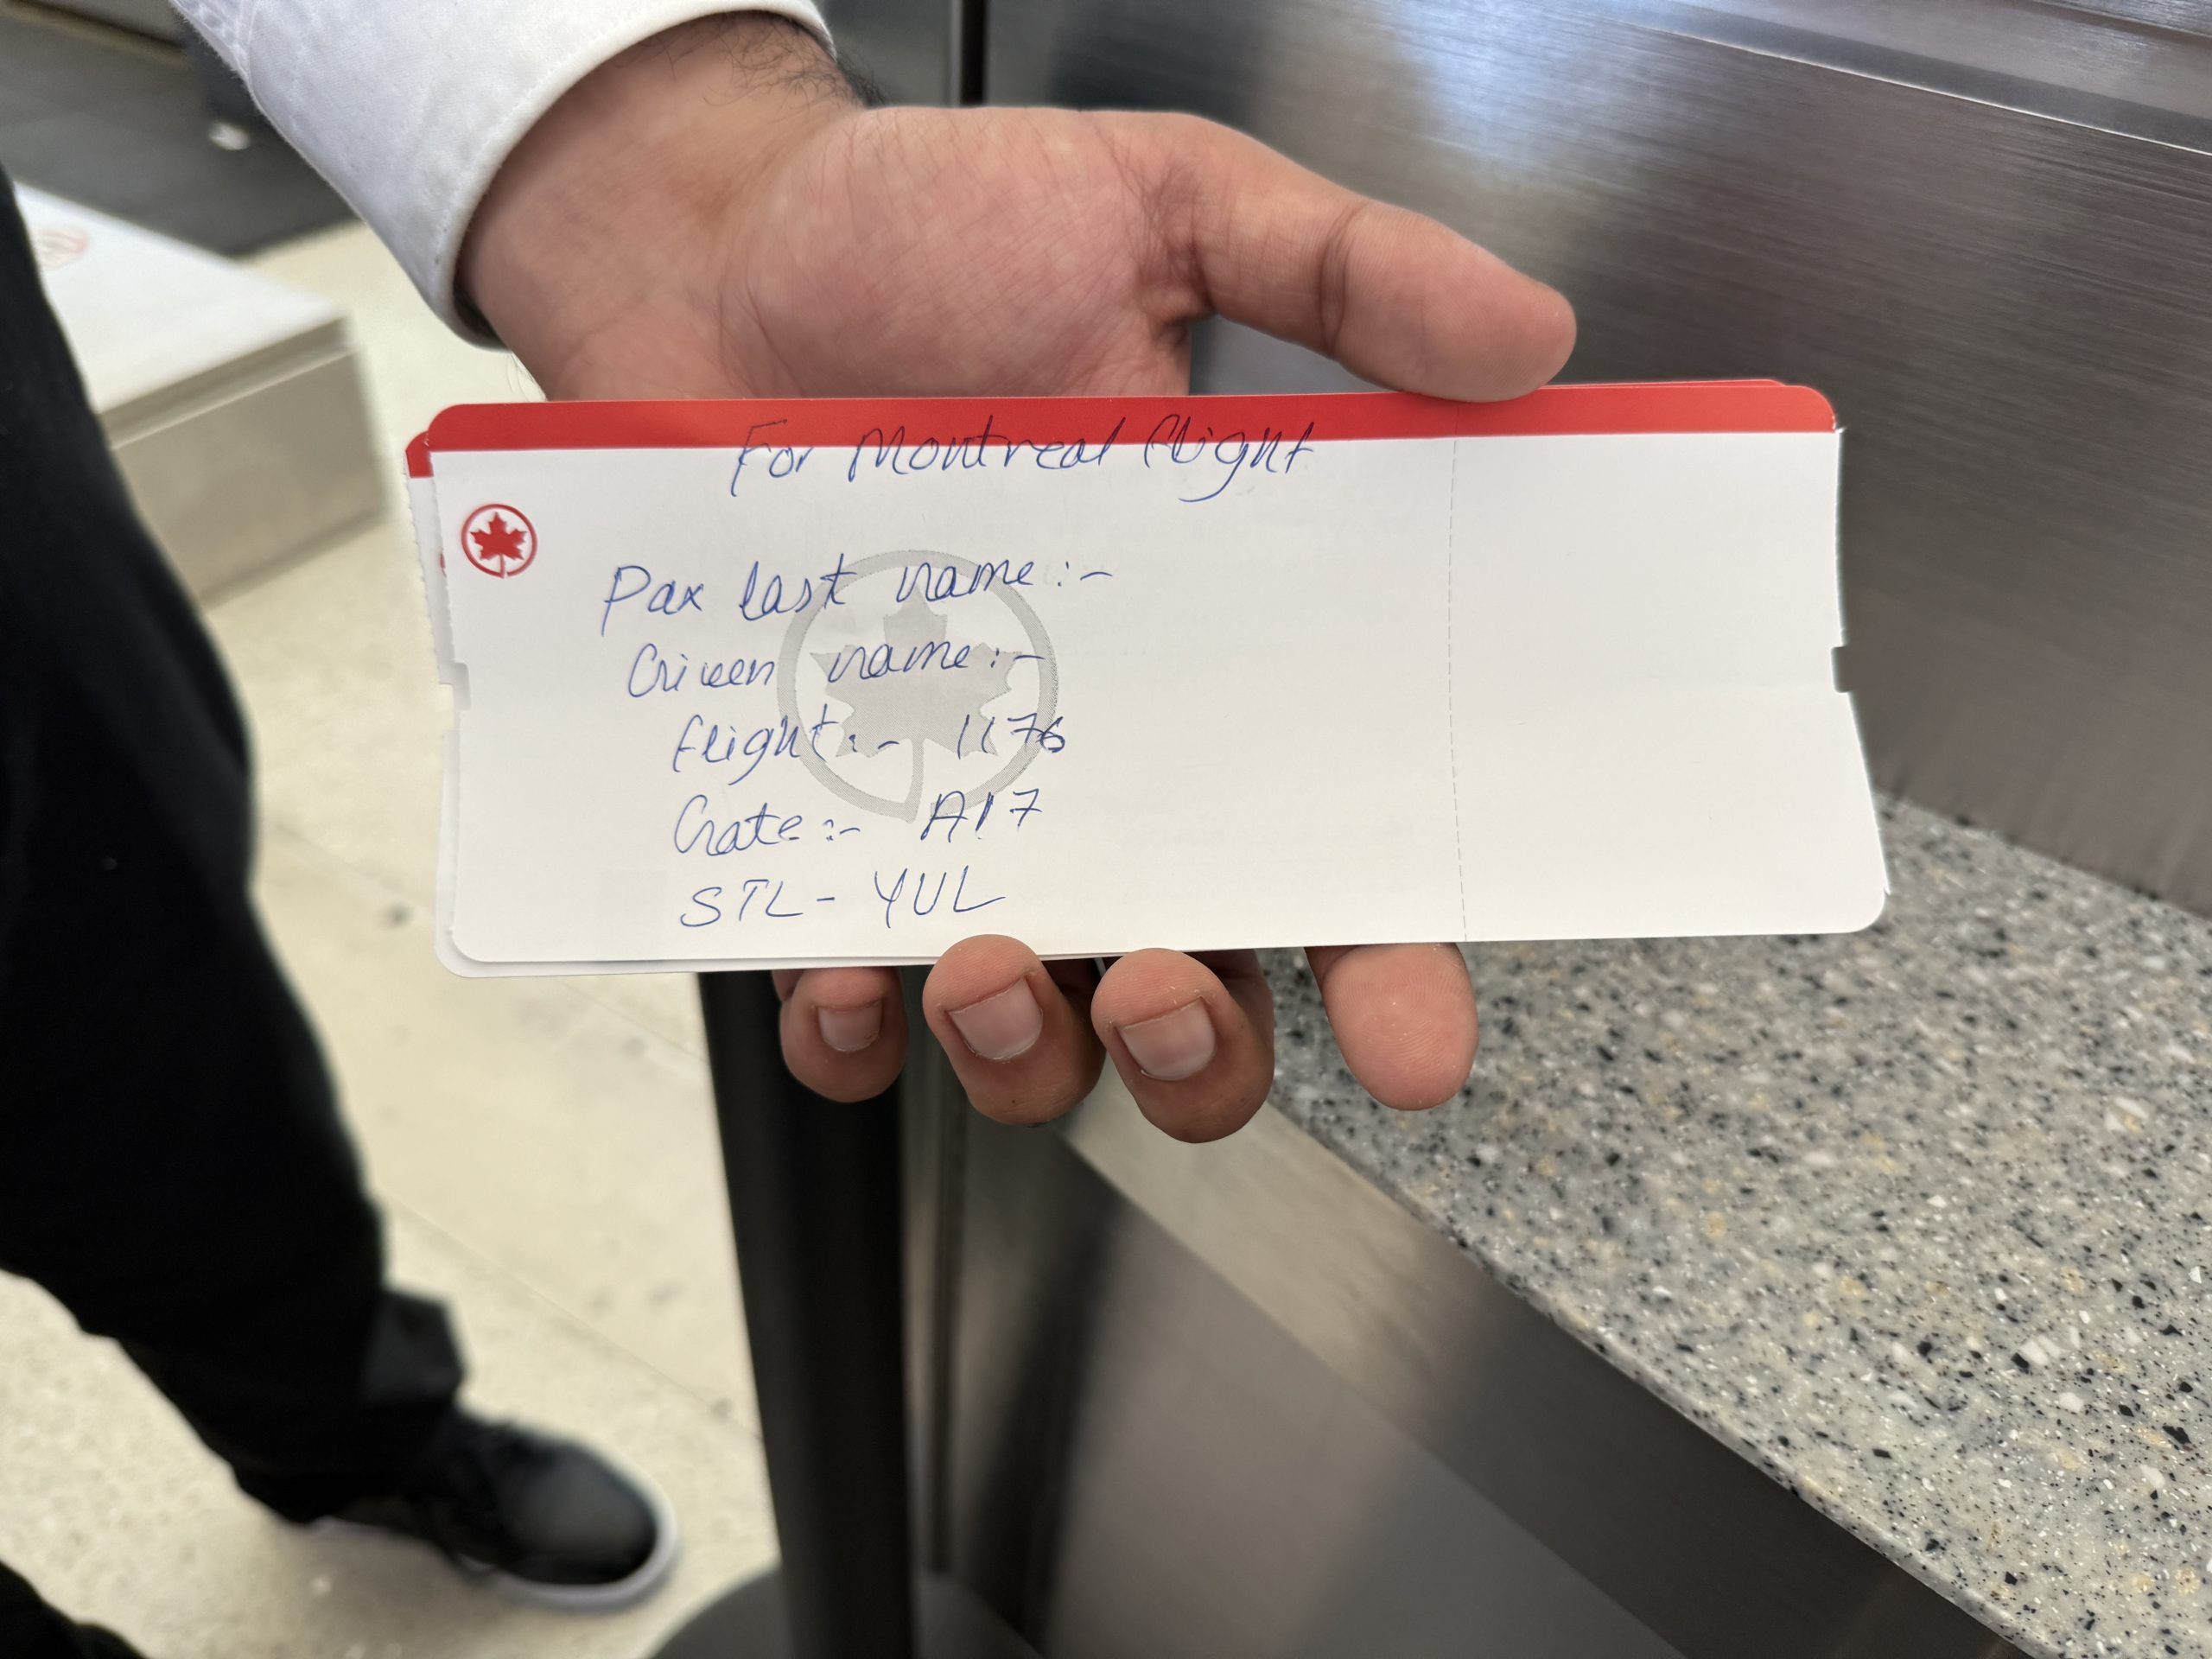 For Montreal flight
Pax last name:-
Given name:-
flight:- 1176
Gate:- A17
STL- YUL